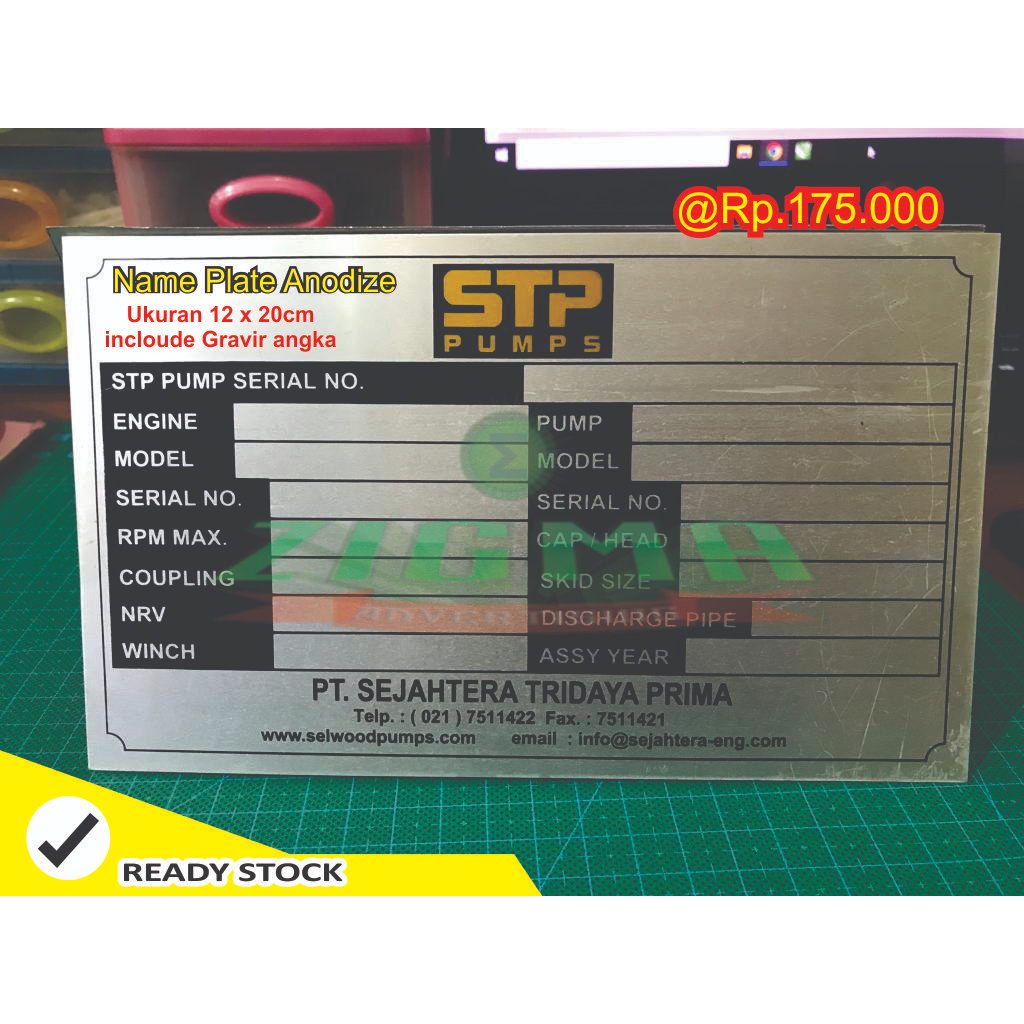 @Rp.175.000
Name Plate Anodize
Ukuran 12 x 20cm
incloude Gravir angka
STP
PUMPS
STP PUMP SERIAL NO.
ENGINE
PUMP
MODEL
MODEL
SERIAL NO.
SERIAL NO.
RPM MAX.
CAP / HEAD
COUPLING
SKID SIZE
NRV
DISCHARGE PIPE
WINCH
ASSY YEAR
ZIGMA
PT. SEJAHTERA TRIDAYA PRIMA
Telp. : ( 021 ) 7511422 Fax. : 7511421
www.selwoodpumps.com email : info@sejahtera-eng.com
READY STOCK